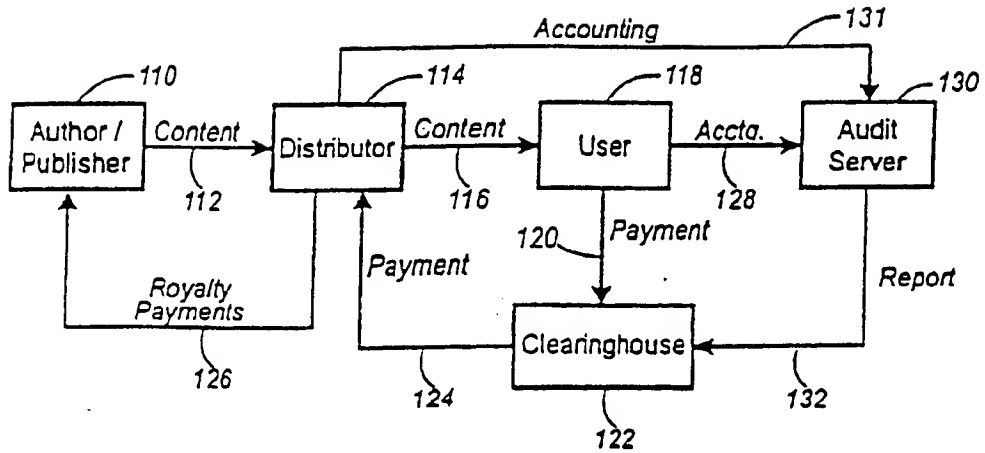 Accounting
131
110
114
118
130
Author /
Publisher
Content
112
Distributor
Content
116
User
Accta.
128
Audit
Server
120
Payment
Payment
Report
Royalty
Payments
126
124
Clearinghouse
122
132